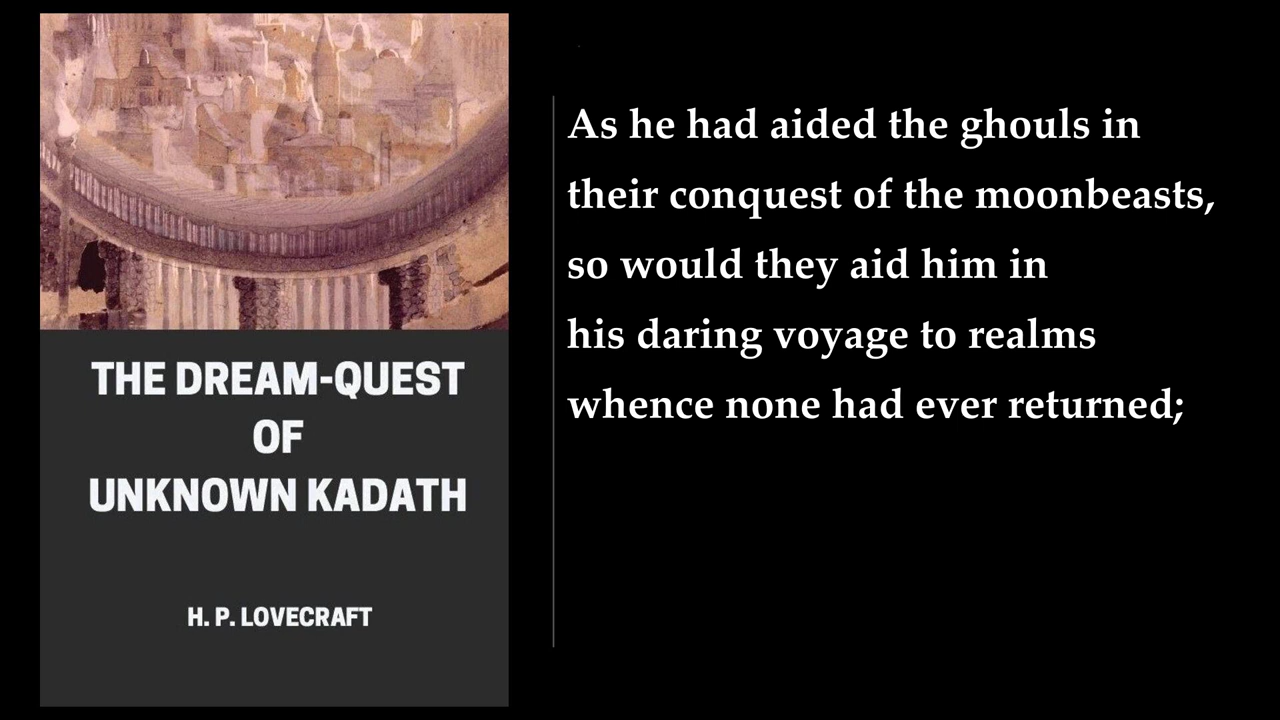 THE DREAM-QUEST
OF
UNKNOWN KADATH
H. P. LOVECRAFT
As he had aided the ghouls in
their conquest of the moonbeasts,
so would they aid him in
his daring voyage to realms
whence none had ever returned;